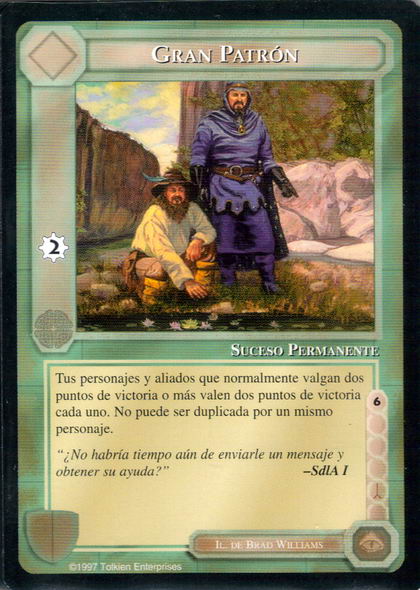 Gran Patrón
2
Suceso Permanente
Tus personajes y aliados que normalmente valgan dos
puntos de victoria o más valen dos puntos de victoria
cada uno. No puede ser duplicada por un mismo
personaje.
6
“¿No habría tiempo aún de enviarle un mensaje y
obtener su ayuda?”
–SdlA I
Il. de Brad Williams
©1997 Tolkien Enterprises